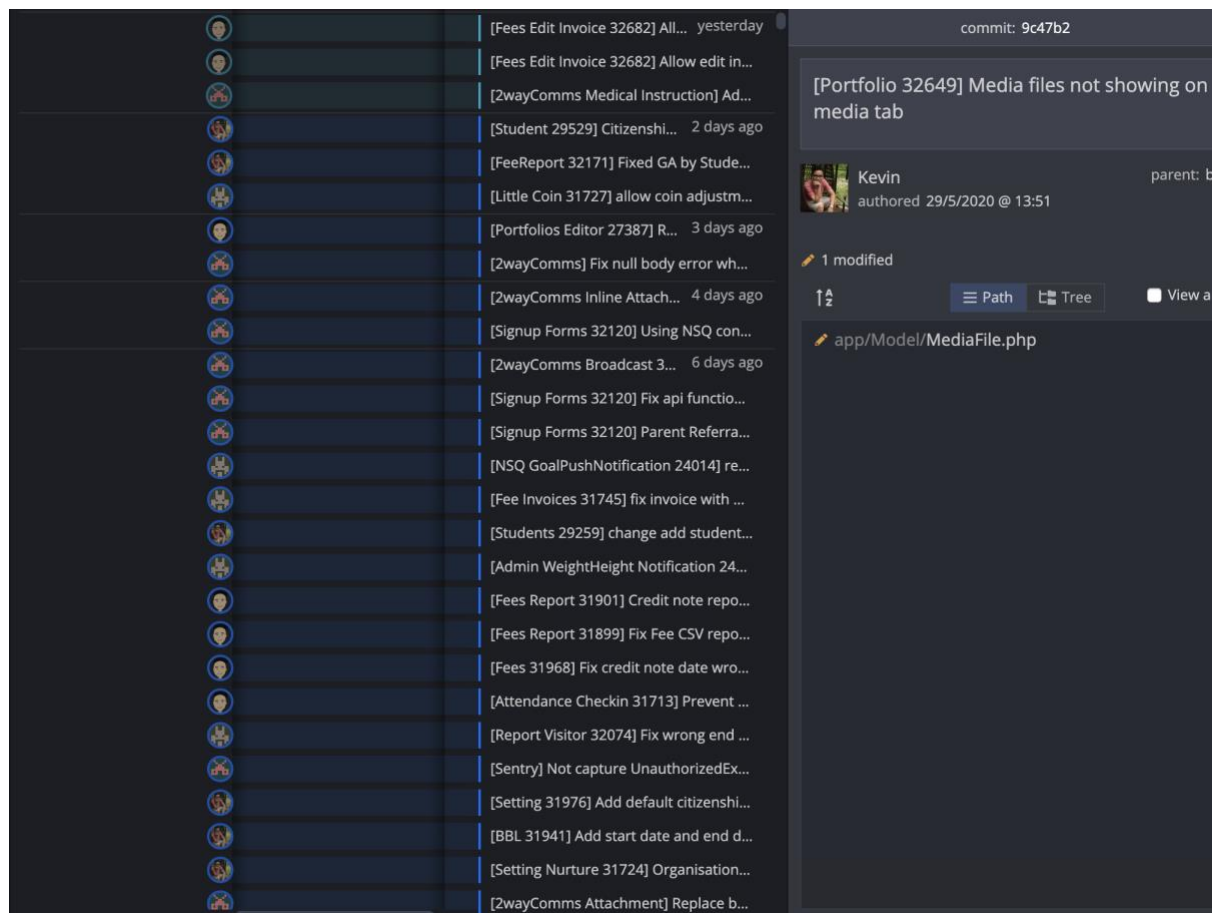 [Fees Edit Invoice 32682] All... yesterday
[Fees Edit Invoice 32682] Allow edit in...
[2wayComms Medical Instruction] Ad...
[Student 29529] Citizenshi... 2 days ago
[FeeReport 32171] Fixed GA by Stude...
[Little Coin 31727] allow coin adjustm...
[Portfolios Editor 27387] R... 3 days ago
[2wayComms] Fix null body error wh...
[2wayComms Inline Attach... 4 days ago
[Signup Forms 32120] Using NSQ con...
[2wayComms Broadcast 3... 6 days ago
[Signup Forms 32120] Fix api functio...
[Signup Forms 32120] Parent Referra...
[NSQ GoalPushNotification 24014] re...
[Fee Invoices 31745] fix invoice with ...
[Students 29259] change add student...
[Admin WeightHeight Notification 24...
[Fees Report 31901] Credit note repo...
[Fees Report 31899] Fix Fee CSV repo...
[Fees 31968] Fix credit note date wro...
[Attendance Checkin 31713] Prevent ...
[Report Visitor 32074] Fix wrong end ...
[Sentry] Not capture UnauthorizedEx...
[Setting 31976] Add default citizenshi...
[BBL 31941] Add start date and end d...
[Setting Nurture 31724] Organisation...
[2wayComms Attachment] Replace b...
commit: 9c47b2
[Portfolio 32649] Media files not showing on
media tab
Kevin
parent: b
authored 29/5/2020 @ 13:51
1 modified
Path Tree View a
app/Model/MediaFile.php